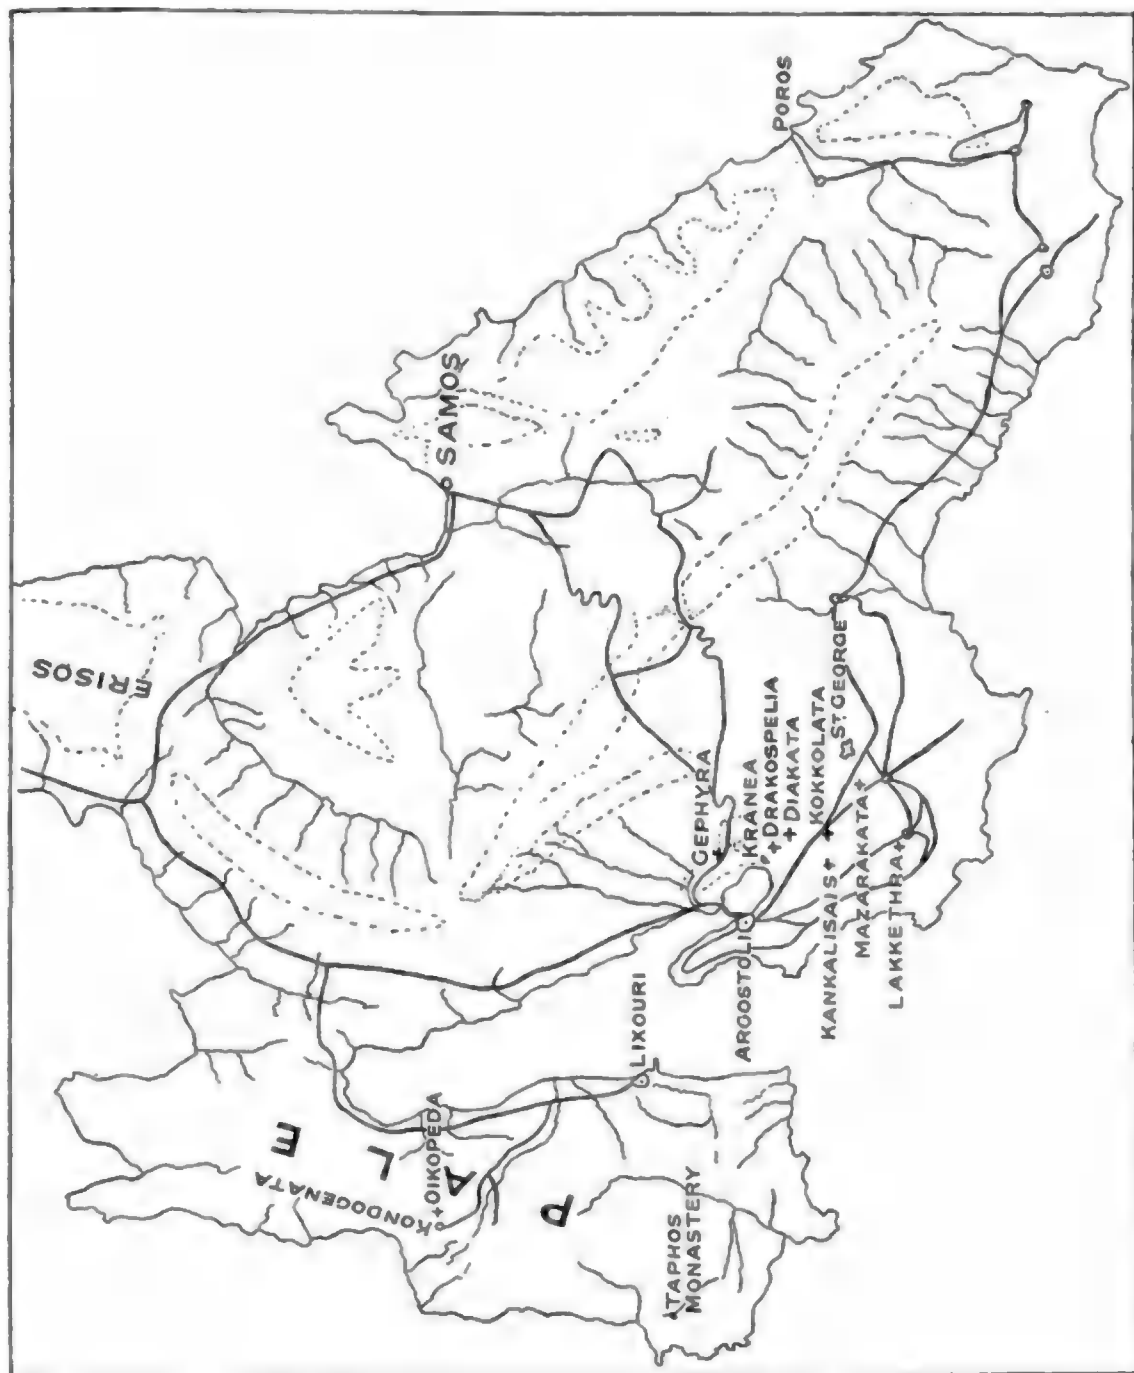 ERISOS
SAMOS
POROS
PALE
KONDOGENATA
+OIKOPEDA
LIXOURI
TAPHOS
MONASTERY
GEPHYRA
KRANEA
+DRAKOSPELIA
+DIAKATA
ARGOSTOLI
KANKALISAIS+
+KOKKOLATA
ST GEORGE
MAZARAKATA+
LAKKETHRA+